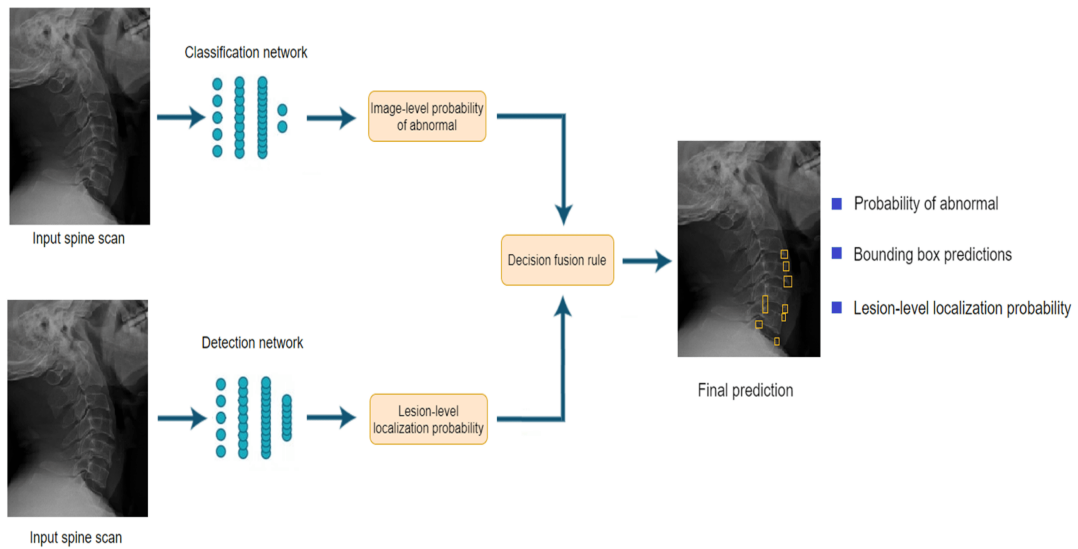 Classification network
Image-level probability
of abnormal
Input spine scan
Decision fusion rule
Detection network
Lesion-level
localization probability
Input spine scan
Probability of abnormal
Bounding box predictions
Lesion-level localization probability
Final prediction